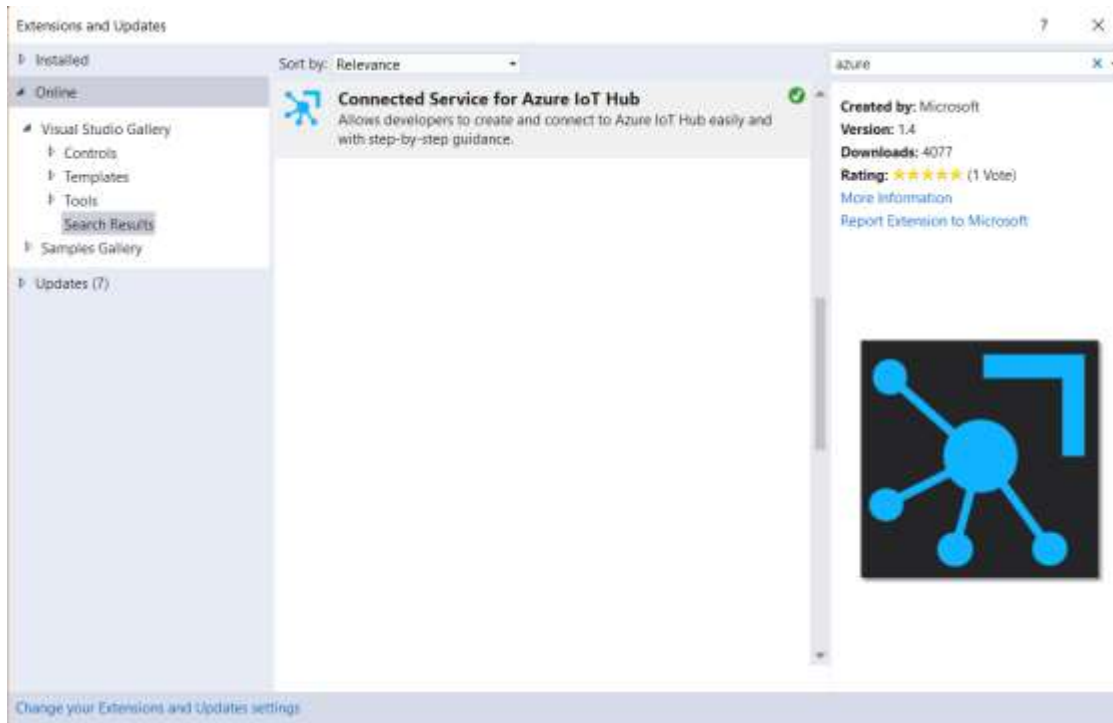 Extensions and Updates
?
Installed
Online
Visual Studio Gallery
Controls
Templates
Tools
Search Results
Samples Gallery
Updates (7)
Sort by: Relevance
Connected Service for Azure IoT Hub
Allows developers to create and connect to Azure IoT Hub easily and
with step-by-step guidance.
azure
Created by: Microsoft
Version: 1.4
Downloads: 4077
Rating: (1 Vote)
More Information
Report Extension to Microsoft
Change your Extensions and Updates settings